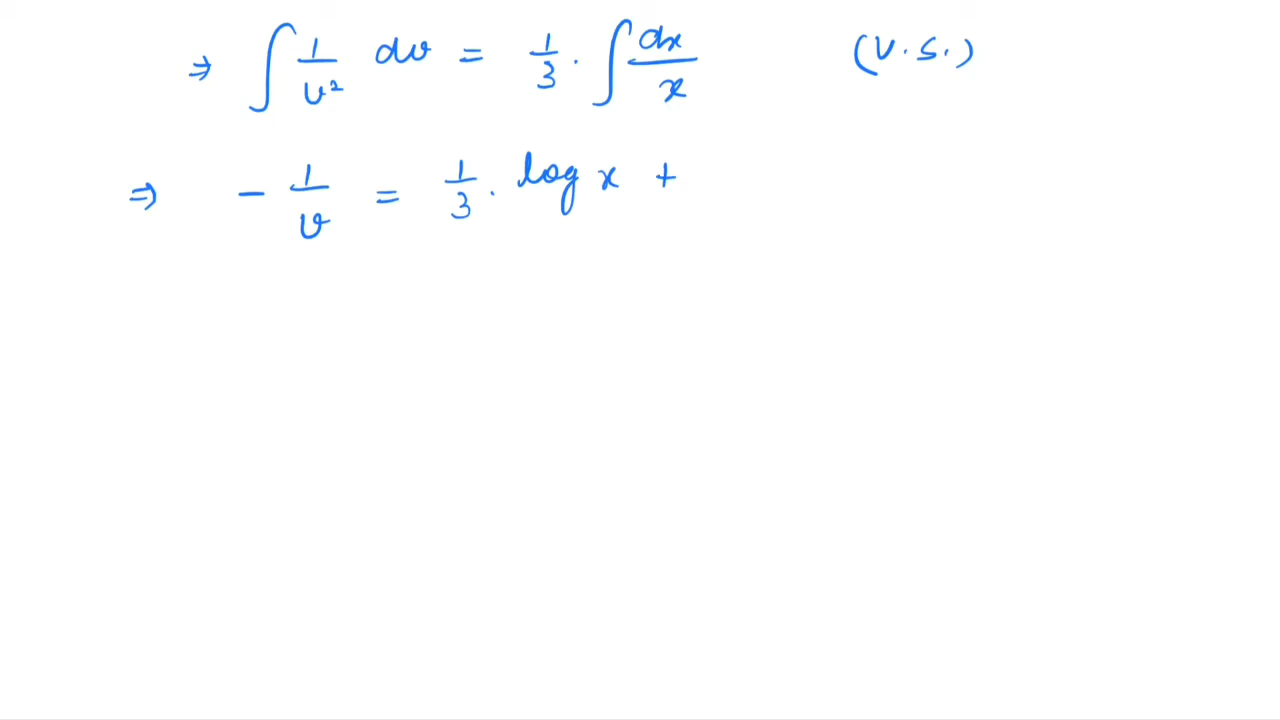 ⇒ ∫ 1/v² dv = 1/3 · ∫ dx/x (V.S.)
⇒ - 1/v = 1/3 · log x +